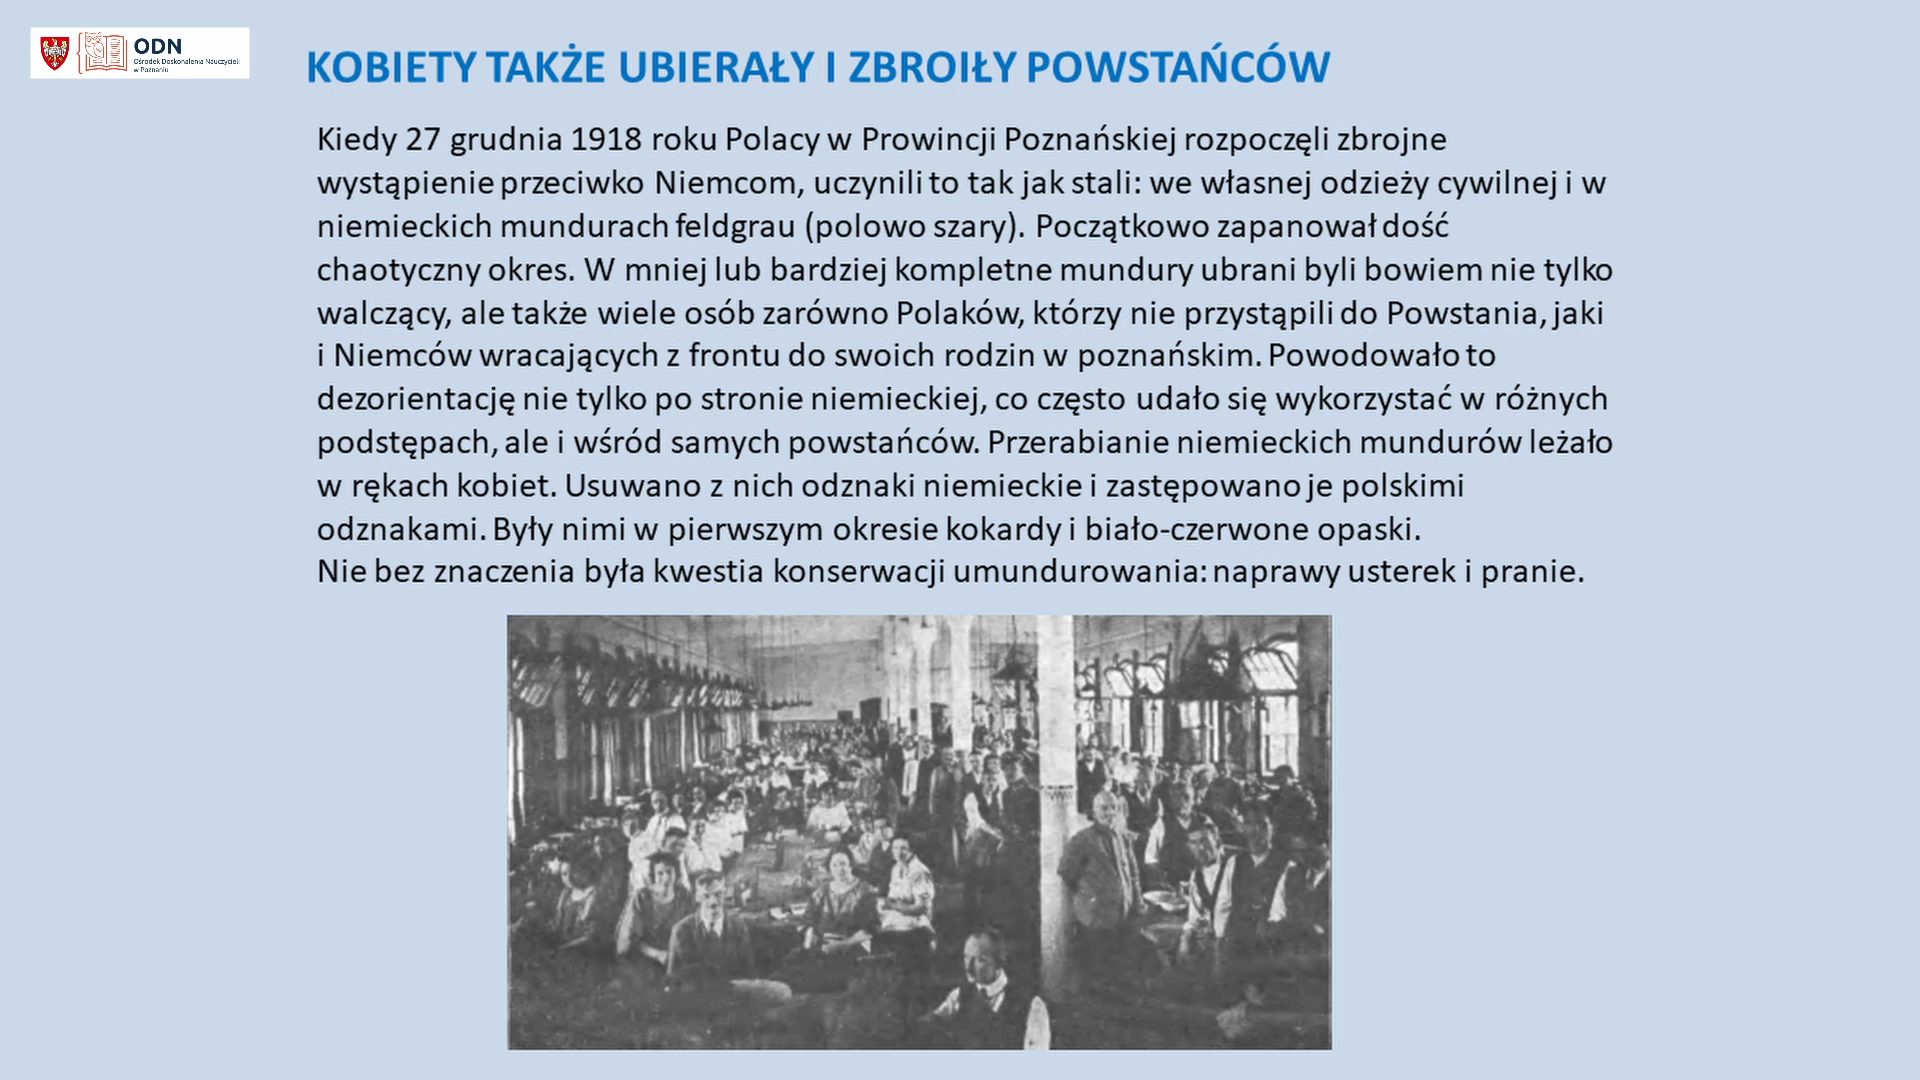 ODN
Ośrodek Doskonalenia Nauczycieli
w Poznaniu
KOBIETY TAKŻE UBIERAŁY I ZBROIŁY POWSTAŃCÓW
Kiedy 27 grudnia 1918 roku Polacy w Prowincji Poznańskiej rozpoczęli zbrojne
wystąpienie przeciwko Niemcom, uczynili to tak jak stali: we własnej odzieży cywilnej i w
niemieckich mundurach feldgrau (polowo szary). Początkowo zapanował dość
chaotyczny okres. W mniej lub bardziej kompletne mundury ubrani byli bowiem nie tylko
walczący, ale także wiele osób zarówno Polaków, którzy nie przystąpili do Powstania, jaki
i Niemców wracających z frontu do swoich rodzin w poznańskim. Powodowało to
dezorientację nie tylko po stronie niemieckiej, co często udało się wykorzystać w różnych
podstępach, ale i wśród samych powstańców. Przerabianie niemieckich mundurów leżało
w rękach kobiet. Usuwano z nich odznaki niemieckie i zastępowano je polskimi
odznakami. Były nimi w pierwszym okresie kokardy i biało-czerwone opaski.
Nie bez znaczenia była kwestia konserwacji umundurowania: naprawy usterek i pranie.